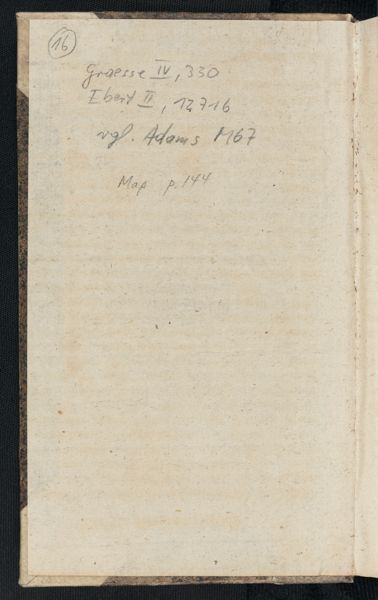 16
Graesse IV, 330
Ebert II, 12716
vgl. Adams M67
Map p. 144